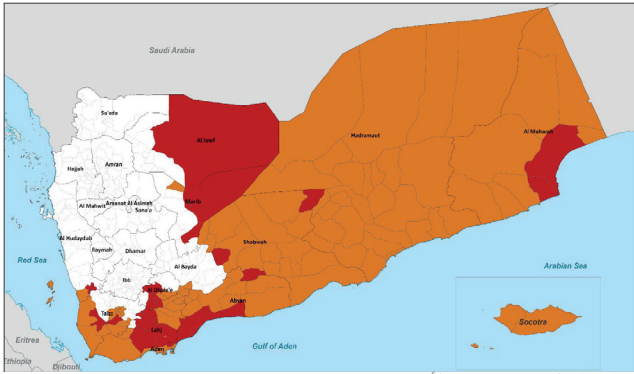 Saudi Arabia
Sa'ada
Al Jawf
Hadramaut
Al Maharah
Hajjah
Amran
Marib
Al Mahwit
Amanat Al Asimah
Sana'a
Al Hudaydah
Raymah
Dhamar
Shabwah
Al Bayda
Red Sea
Ibb
Al Dhale'e
Abyan
Arabian Sea
Taizz
Lahj
Aden
Socotra
Gulf of Aden
Eritrea
Ethiopia
Djibouti